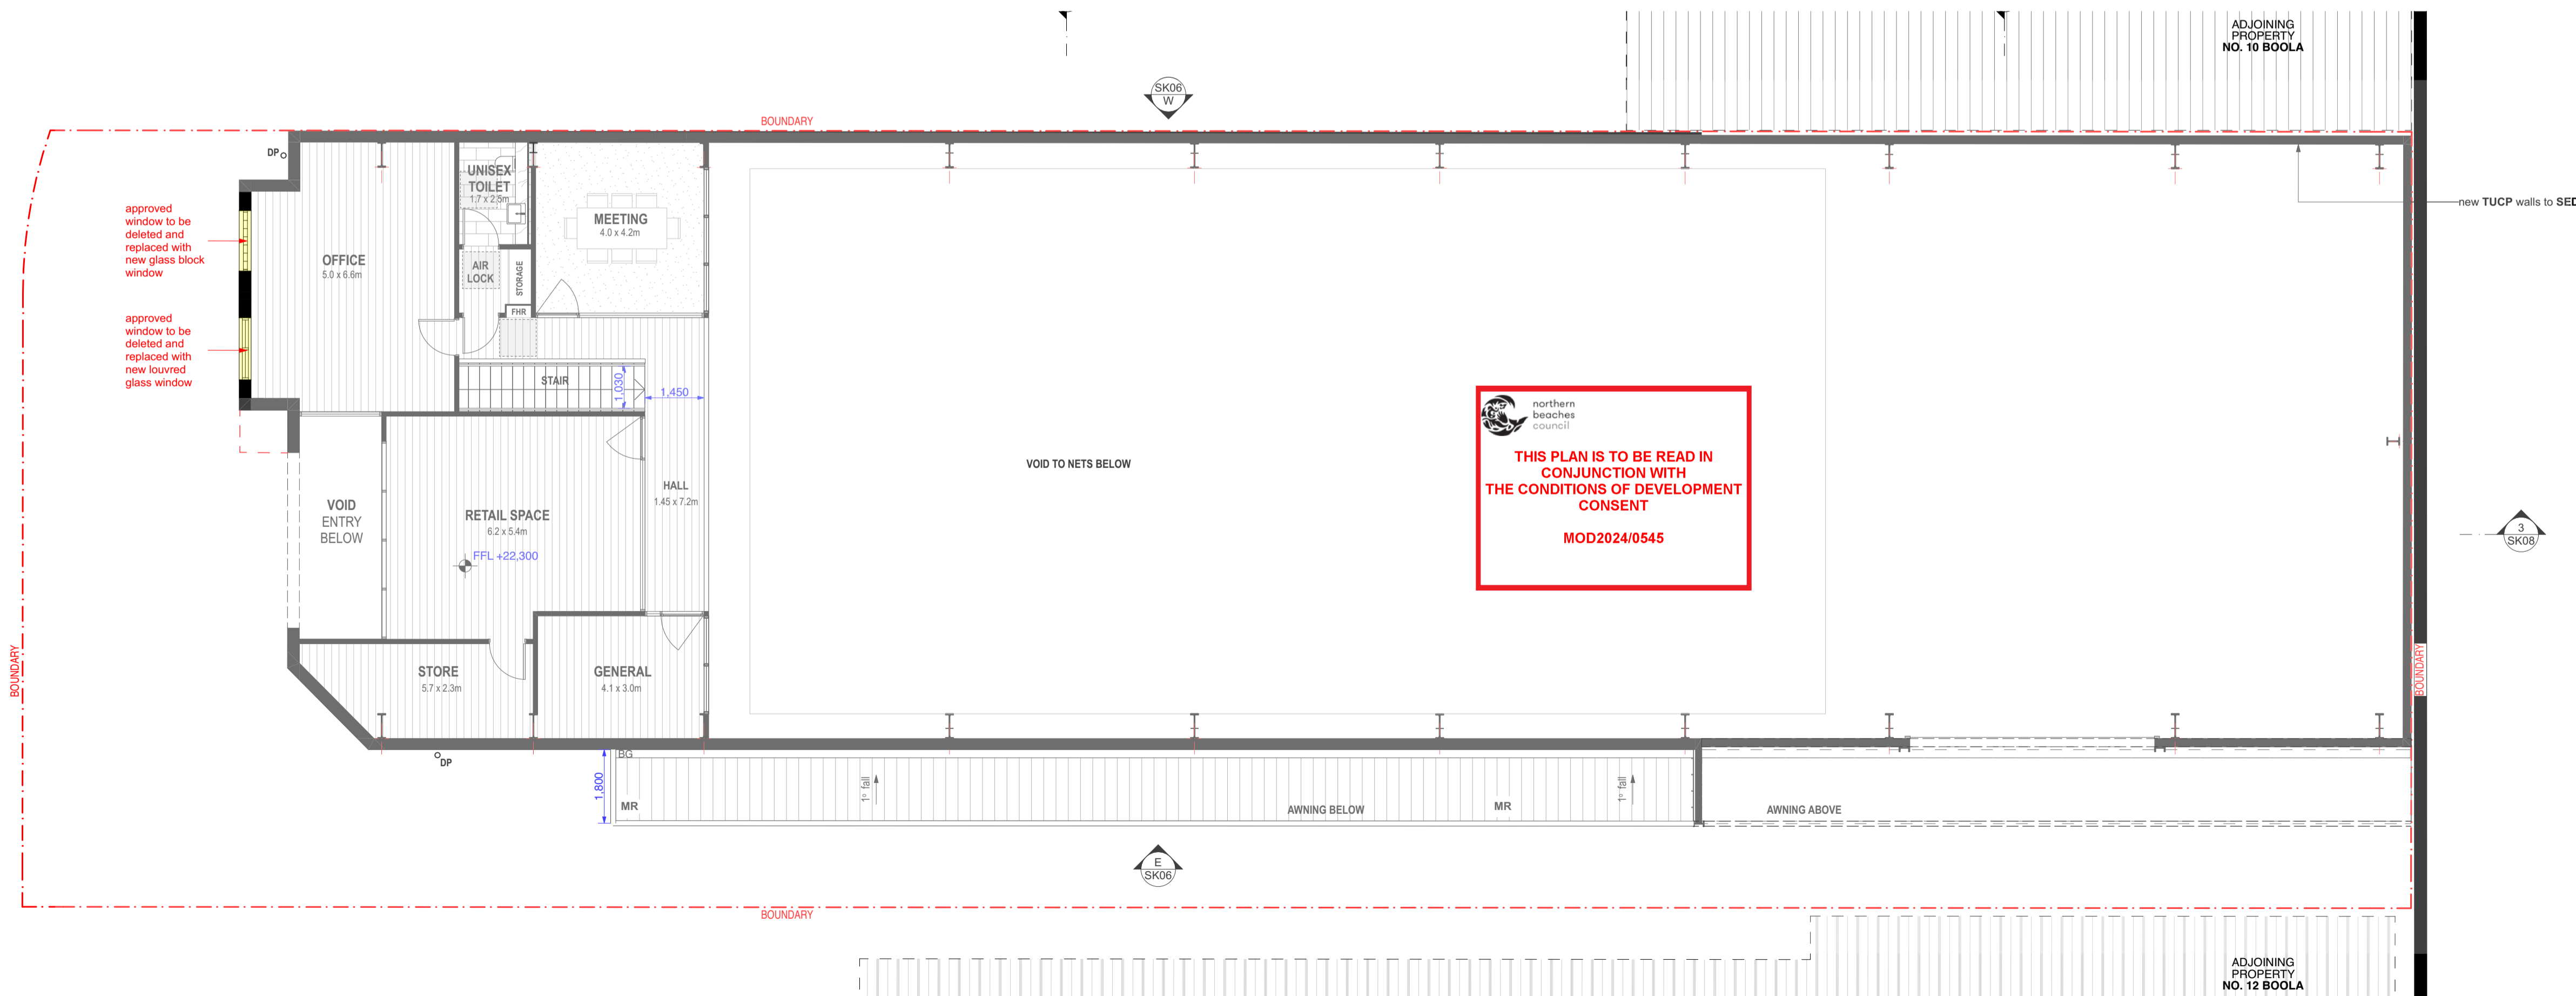 ADJOINING
PROPERTY
NO. 10 BOOLA
SK06
W
BOUNDARY
DP
UNISEX
TOILET
1.7 x 2.5m
MEETING
4.0 x 4.2m
new TUCP walls to SED
approved
window to be
deleted and
replaced with
new glass block
window
OFFICE
5.0 x 6.6m
AIR
LOCK
STORAGE
FHR
approved
window to be
deleted and
replaced with
new louvred
glass window
STAIR
1,030
1,450
northern
beaches
council
THIS PLAN IS TO BE READ IN
CONJUNCTION WITH
THE CONDITIONS OF DEVELOPMENT
CONSENT
MOD2024/0545
VOID TO NETS BELOW
HALL
1.45 x 7.2m
VOID
ENTRY
BELOW
RETAIL SPACE
6.2 x 5.4m
FFL +22,300
3
SK08
BOUNDARY
BOUNDARY
STORE
5.7 x 2.3m
GENERAL
4.1 x 3.0m
DP
BG
1,800
MR
1° fall
AWNING BELOW
MR
1° fall
AWNING ABOVE
E
SK06
BOUNDARY
ADJOINING
PROPERTY
NO. 12 BOOLA